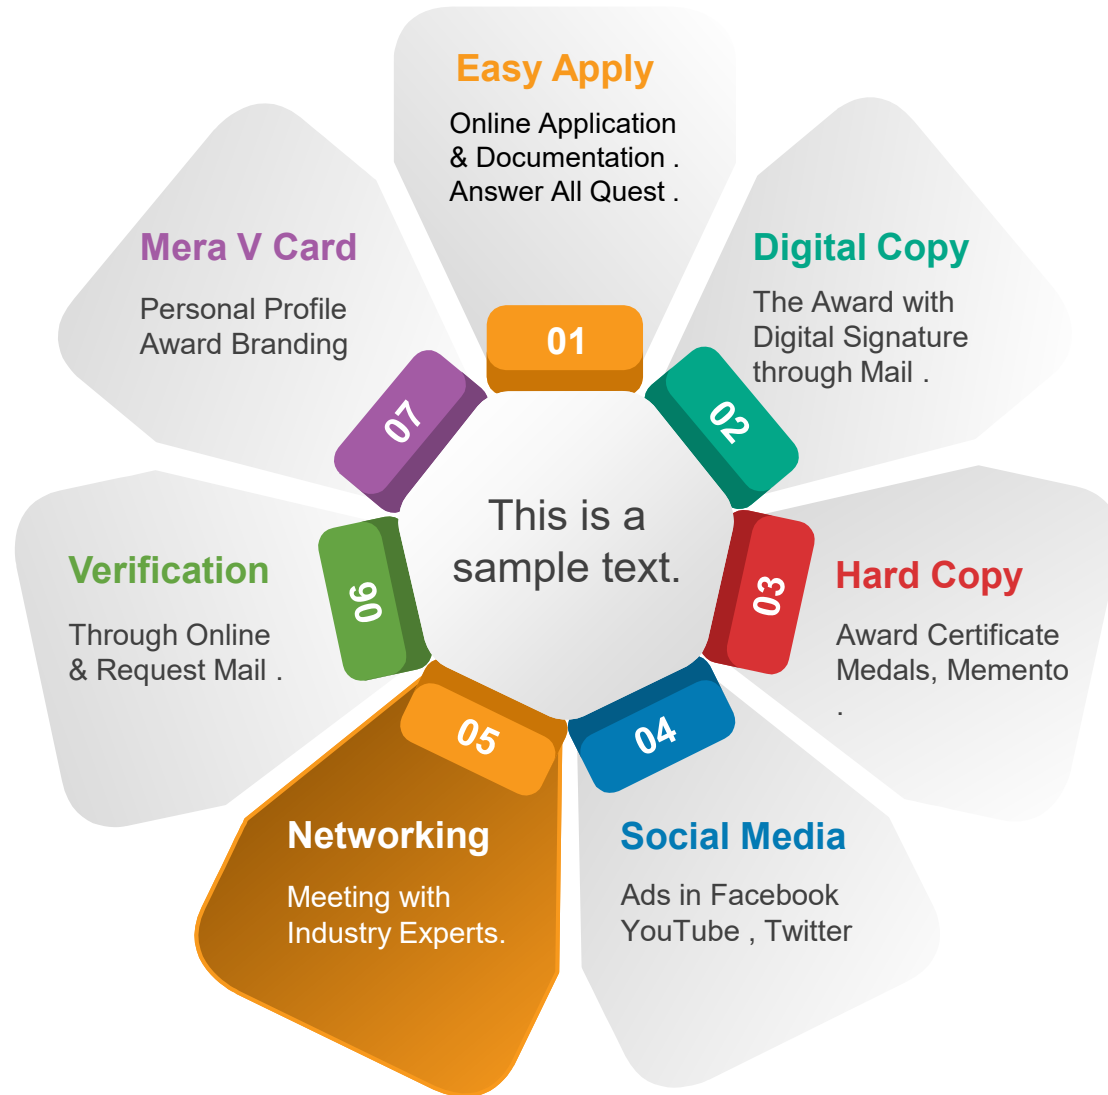 Easy Apply
Online Application
& Documentation .
Answer All Quest .
01
Digital Copy
The Award with
Digital Signature
through Mail .
02
Hard Copy
Award Certificate
Medals, Memento
.
03
Social Media
Ads in Facebook
YouTube , Twitter
04
Networking
Meeting with
Industry Experts.
05
Verification
Through Online
& Request Mail .
06
Mera V Card
Personal Profile
Award Branding
07
This is a
sample text.